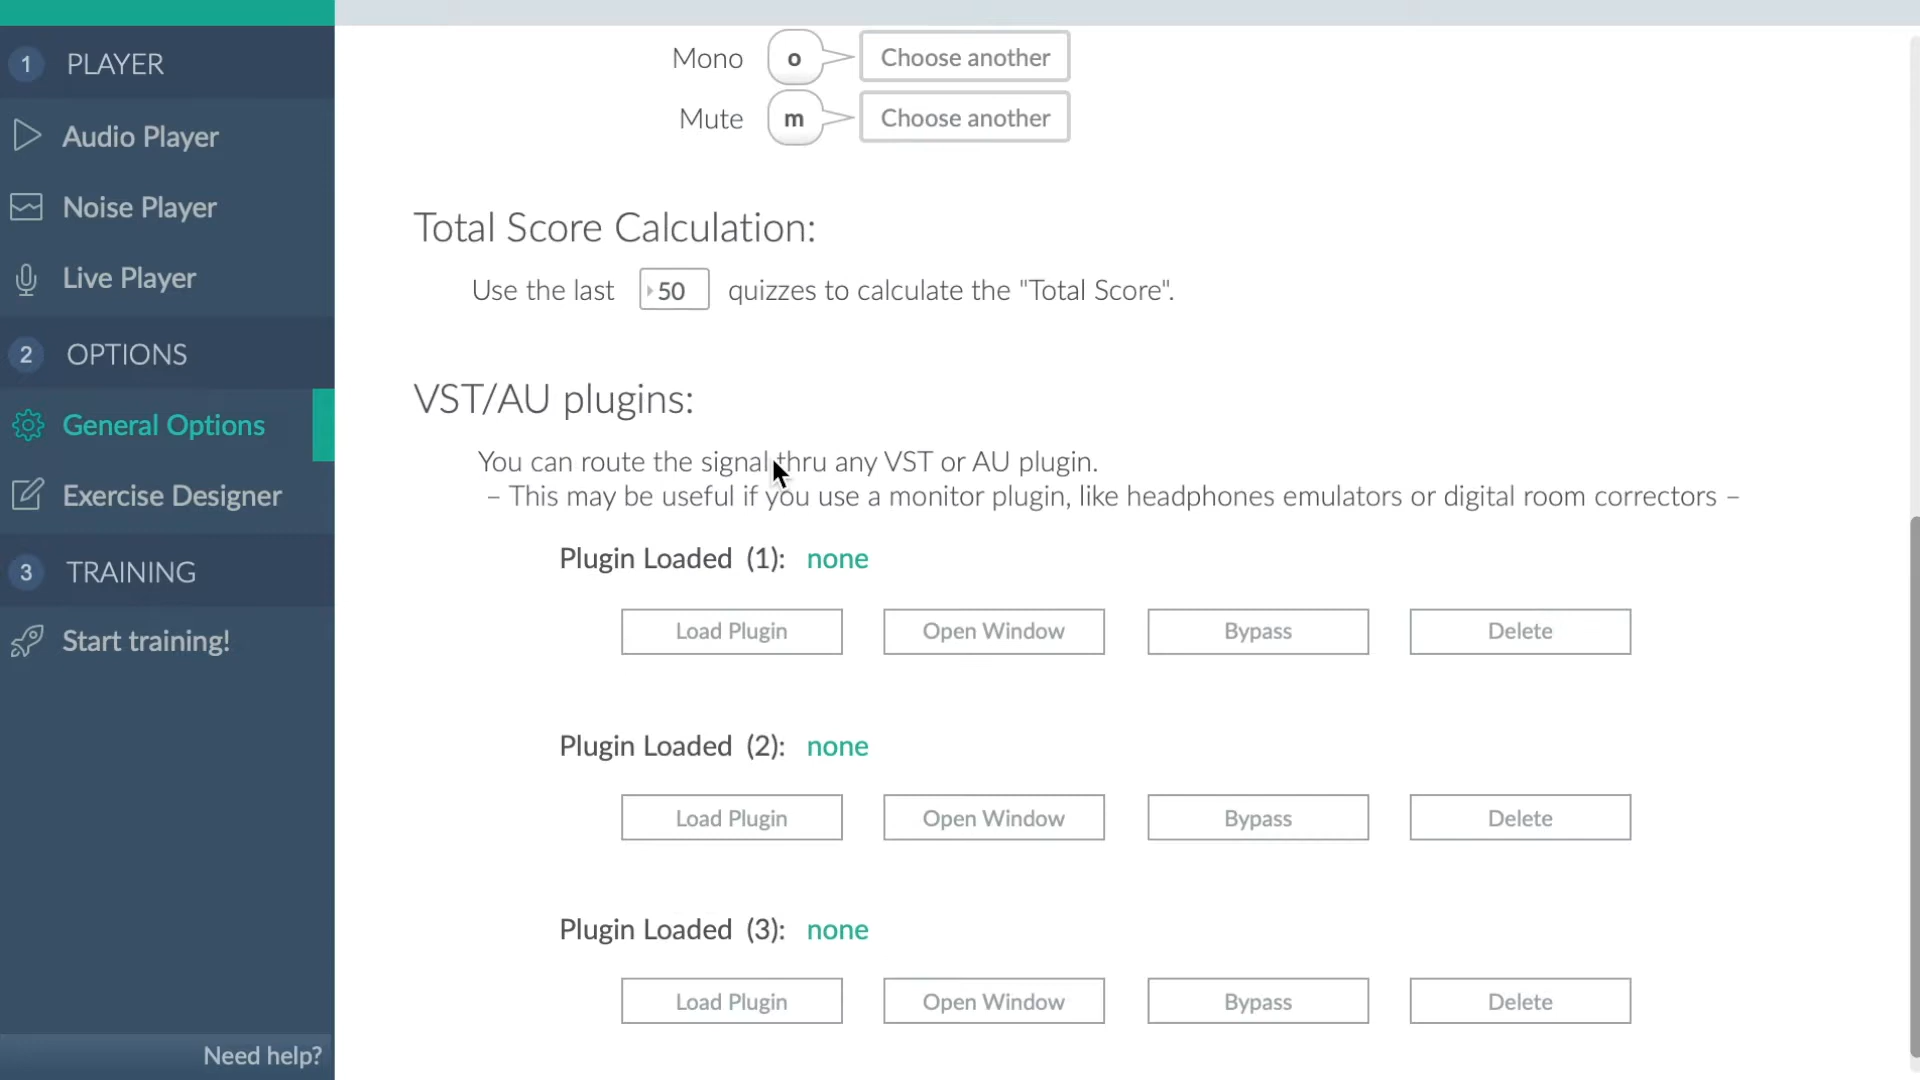 1 PLAYER
Audio Player
Noise Player
Live Player
2 OPTIONS
General Options
Exercise Designer
3 TRAINING
Start training!
Need help?
Mono o Choose another
Mute m Choose another
Total Score Calculation:
Use the last 50 quizzes to calculate the "Total Score".
VST/AU plugins:
You can route the signal thru any VST or AU plugin.
– This may be useful if you use a monitor plugin, like headphones emulators or digital room correctors –
Plugin Loaded (1): none
Load Plugin Open Window Bypass Delete
Plugin Loaded (2): none
Load Plugin Open Window Bypass Delete
Plugin Loaded (3): none
Load Plugin Open Window Bypass Delete